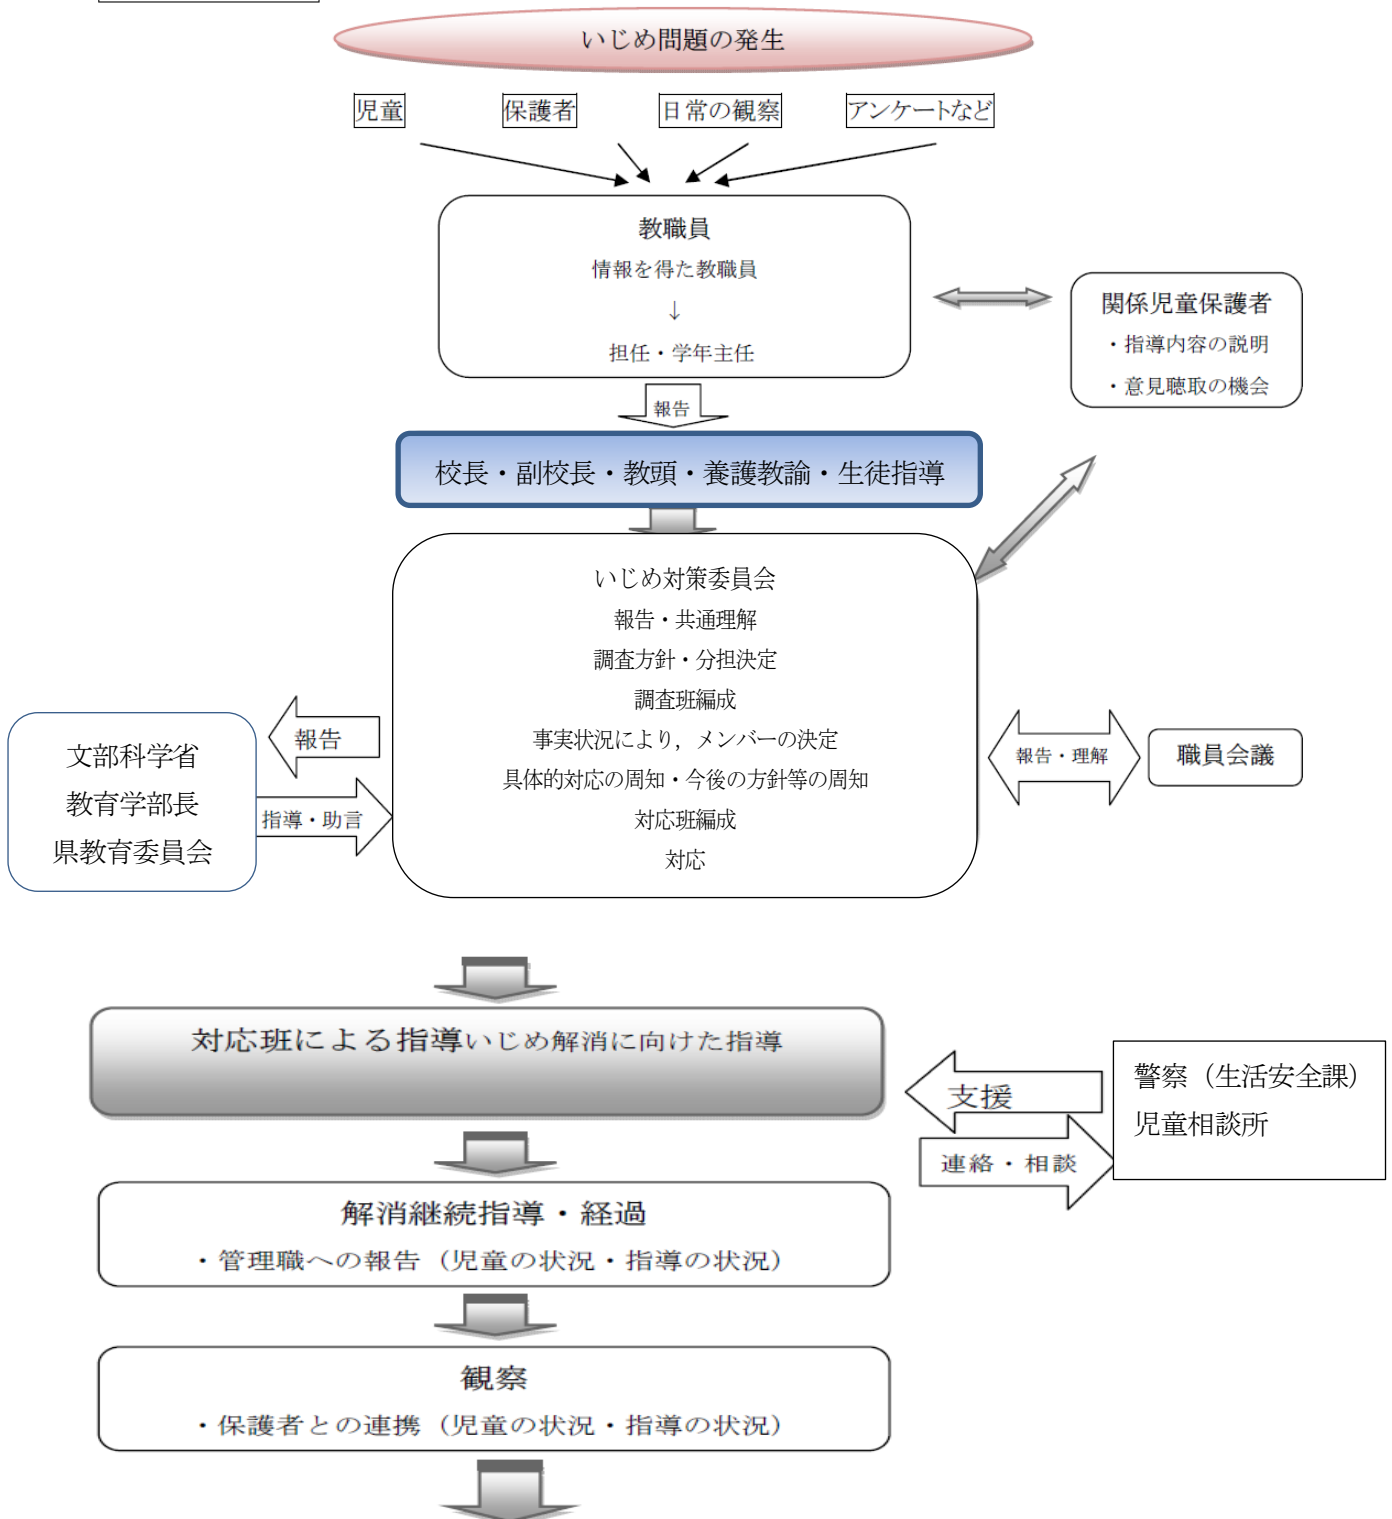 いじめ問題の発生
児童
保護者
日常の観察
アンケートなど
教職員
情報を得た教職員
↓
担任・学年主任
関係児童保護者
・指導内容の説明
・意見聴取の機会
報告
校長・副校長・教頭・養護教諭・生徒指導
いじめ対策委員会
報告・共通理解
調査方針・分担決定
調査班編成
事実状況により，メンバーの決定
具体的対応の周知・今後の方針等の周知
対応班編成
対応
報告
指導・助言
文部科学省
教育学部長
県教育委員会
報告・理解
職員会議
対応班による指導いじめ解消に向けた指導
支援
連絡・相談
警察（生活安全課）
児童相談所
解消継続指導・経過
・管理職への報告（児童の状況・指導の状況）
観察
・保護者との連携（児童の状況・指導の状況）